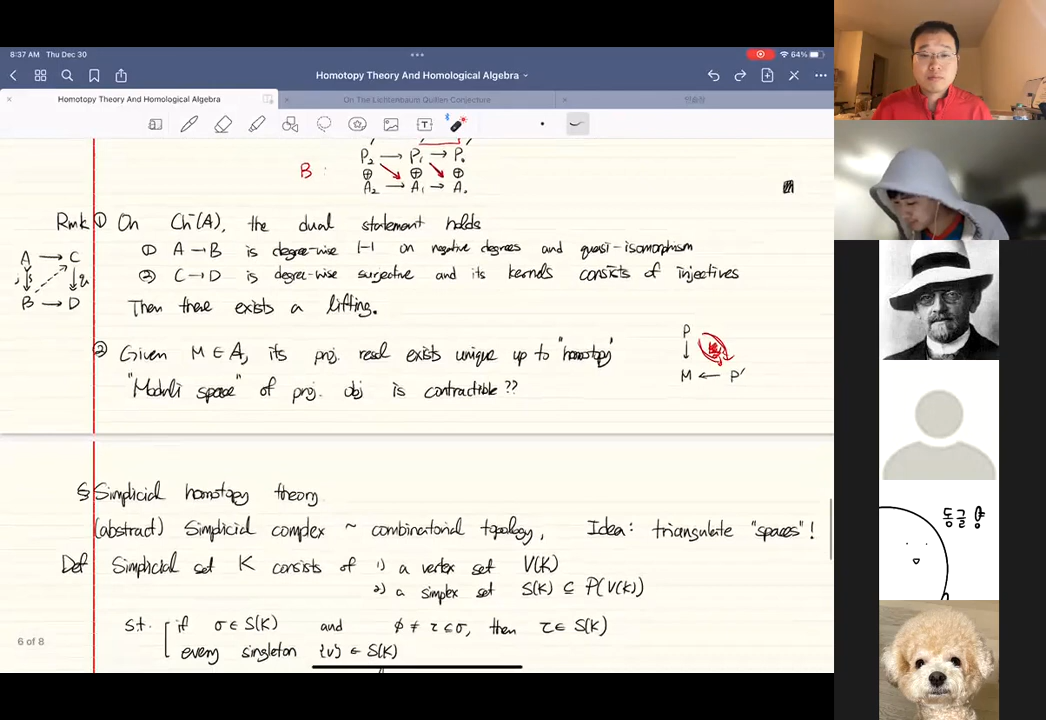 8:37 AM Thu Dec 30
64%
Homotopy Theory And Homological Algebra
Homotopy Theory And Homological Algebra
On The Lichtenbaum Quillen Conjecture
B :
P₂ → P₁ → P₀
⊕ ⊕ ⊕
A₂ → A₁ → A₀
Rmk ① On Ch⁻(A), the dual statement holds
① A → B is degree-wise 1-1 on negative degrees and quasi-isomorphism
② C → D is degree-wise surjective and its kernels consists of injectives
Then there exists a lifting.
A → C
B → D
② Given M ∈ A, its proj. resol exists unique up to "homotopy"
"Moduli space" of proj. obj is contractible ??
P
M ← P'
§ Simplicial homotopy theory
(abstract) Simplicial complex ~ combinatorial topology, Idea: triangulate "spaces"!
Def Simplicial set K consists of 1) a vertex set V(K)
2) a simplex set S(K) ⊆ P(V(K))
s.t. if σ ∈ S(K) and ∅ ≠ τ ⊆ σ, then τ ∈ S(K)
every singleton {v} ∈ S(K)
6 of 8
동글